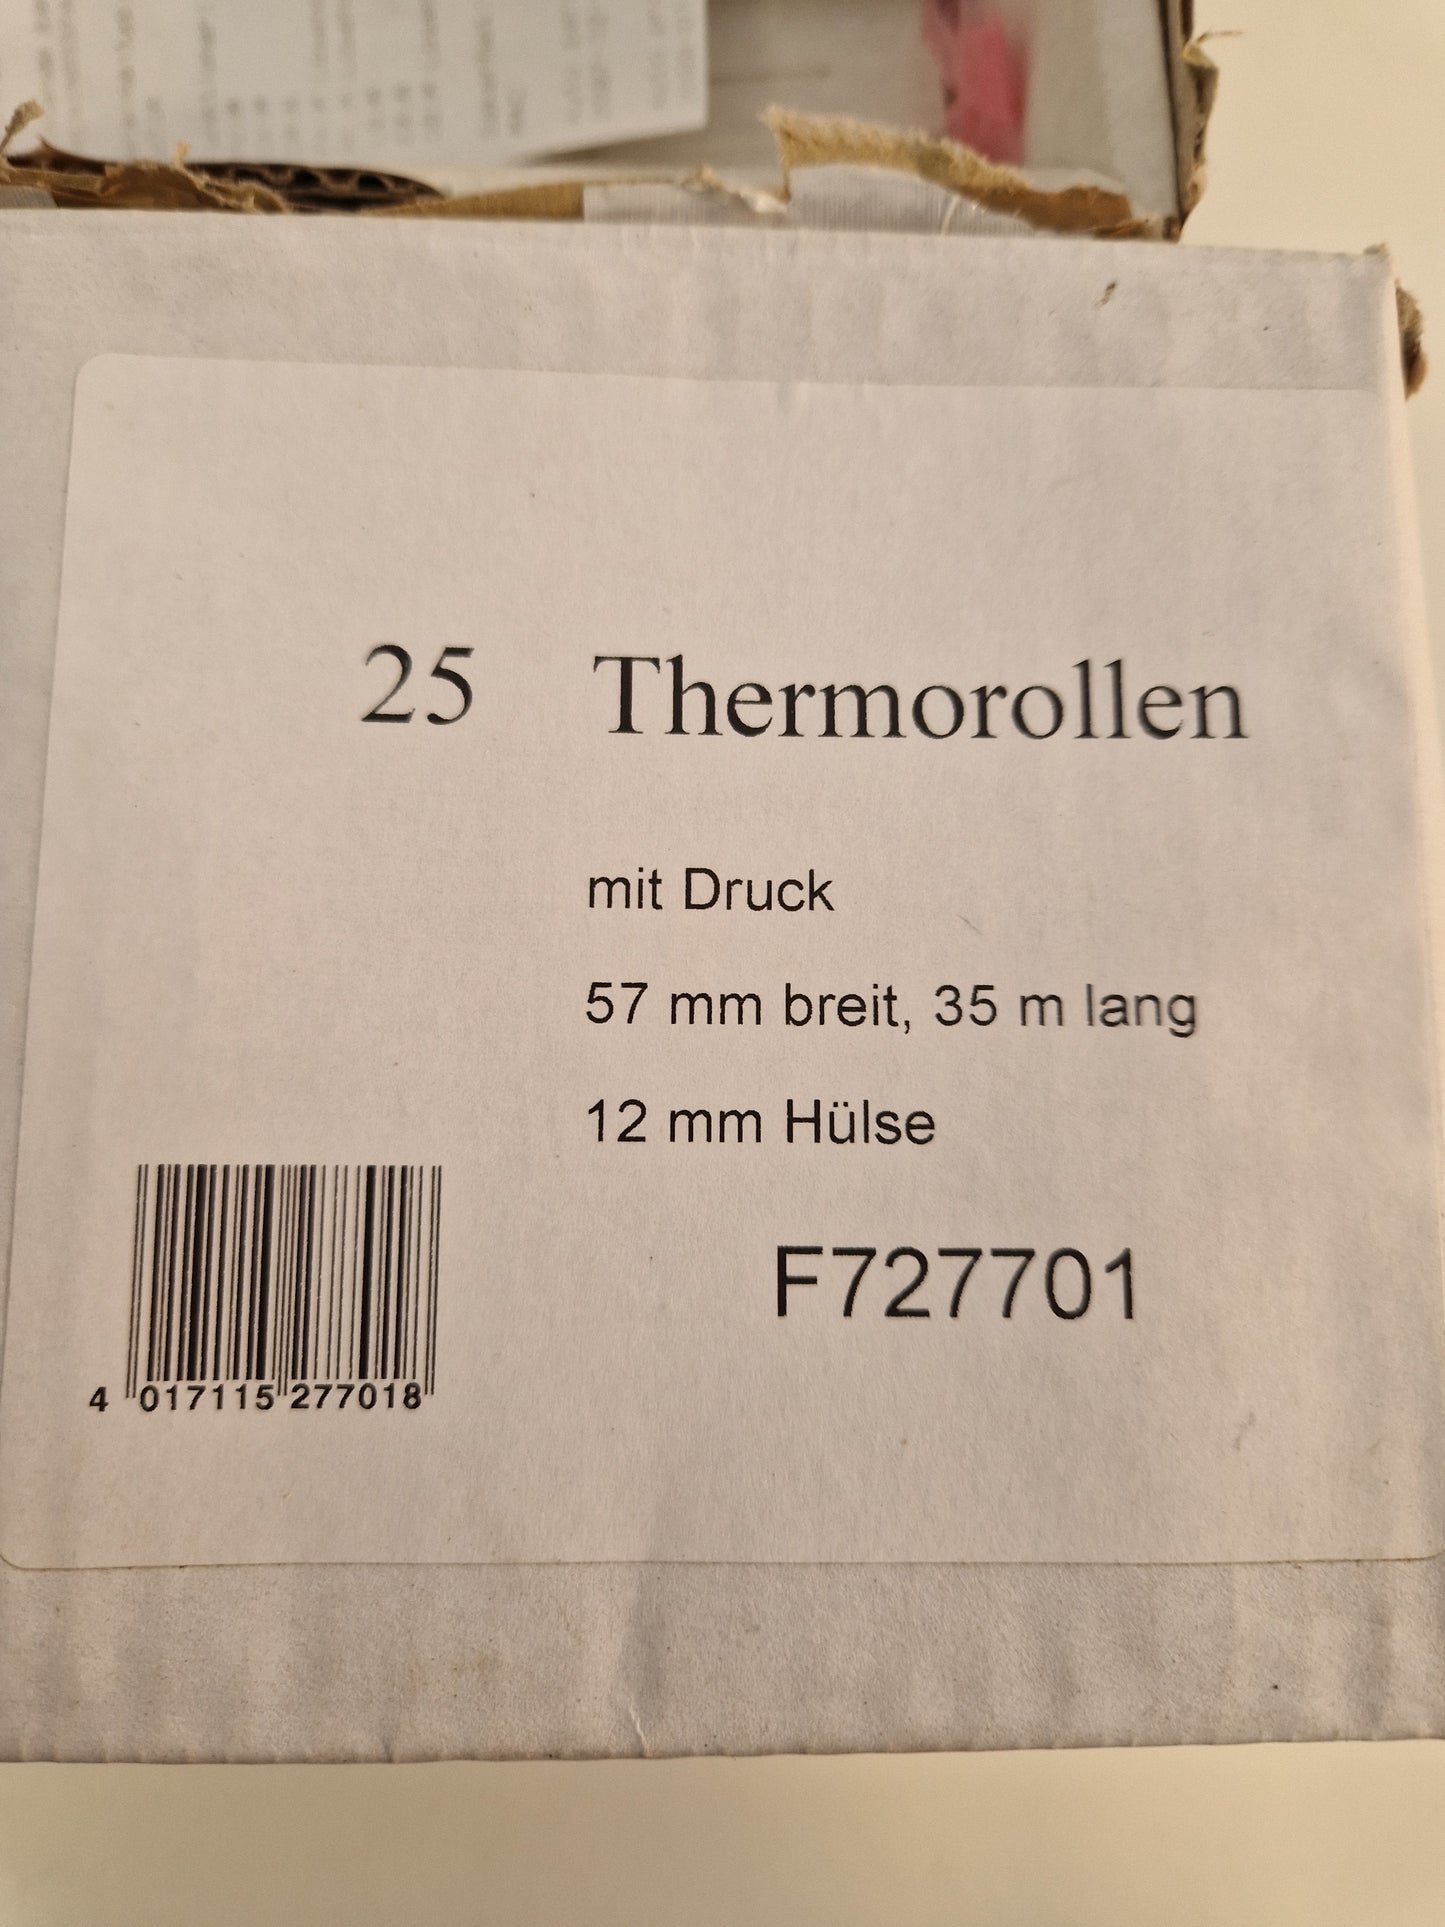 25 Thermorollen
mit Druck
57 mm breit, 35 m lang
12 mm Hülse
F727701
4 017115 277018